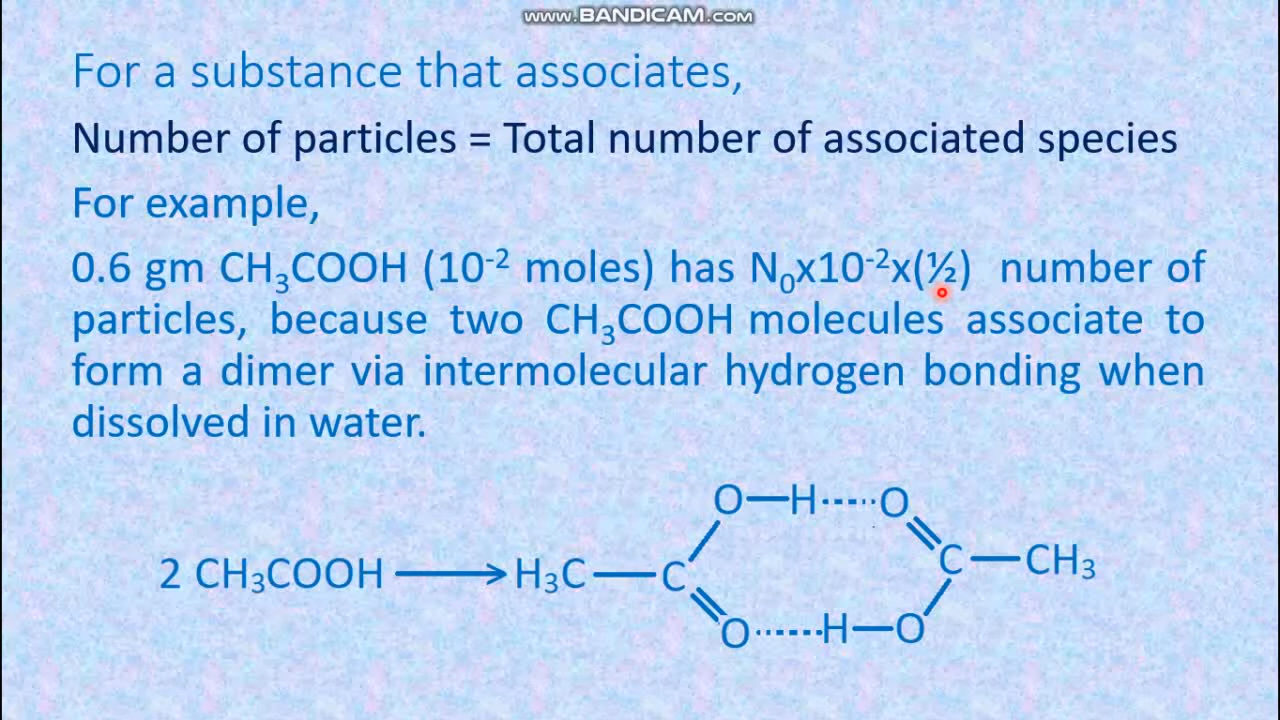 www.BANDICAM.com
For a substance that associates,
Number of particles = Total number of associated species
For example,
0.6 gm CH₃COOH (10⁻² moles) has N₀x10⁻²x(½) number of
particles, because two CH₃COOH molecules associate to
form a dimer via intermolecular hydrogen bonding when
dissolved in water.
O—H·····O
2 CH₃COOH ⟶ H₃C—C C—CH₃
O·····H—O